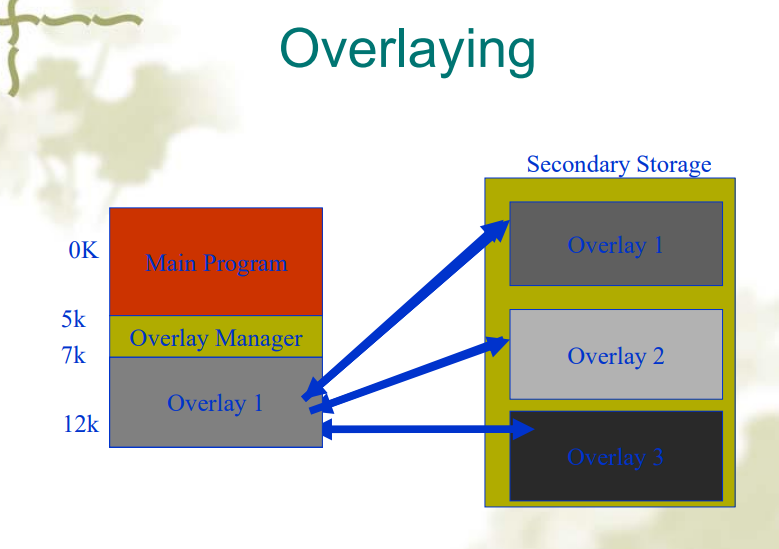 Overlaying
Secondary Storage
0K
Main Program
5k
Overlay Manager
7k
Overlay 1
12k
Overlay 1
Overlay 2
Overlay 3